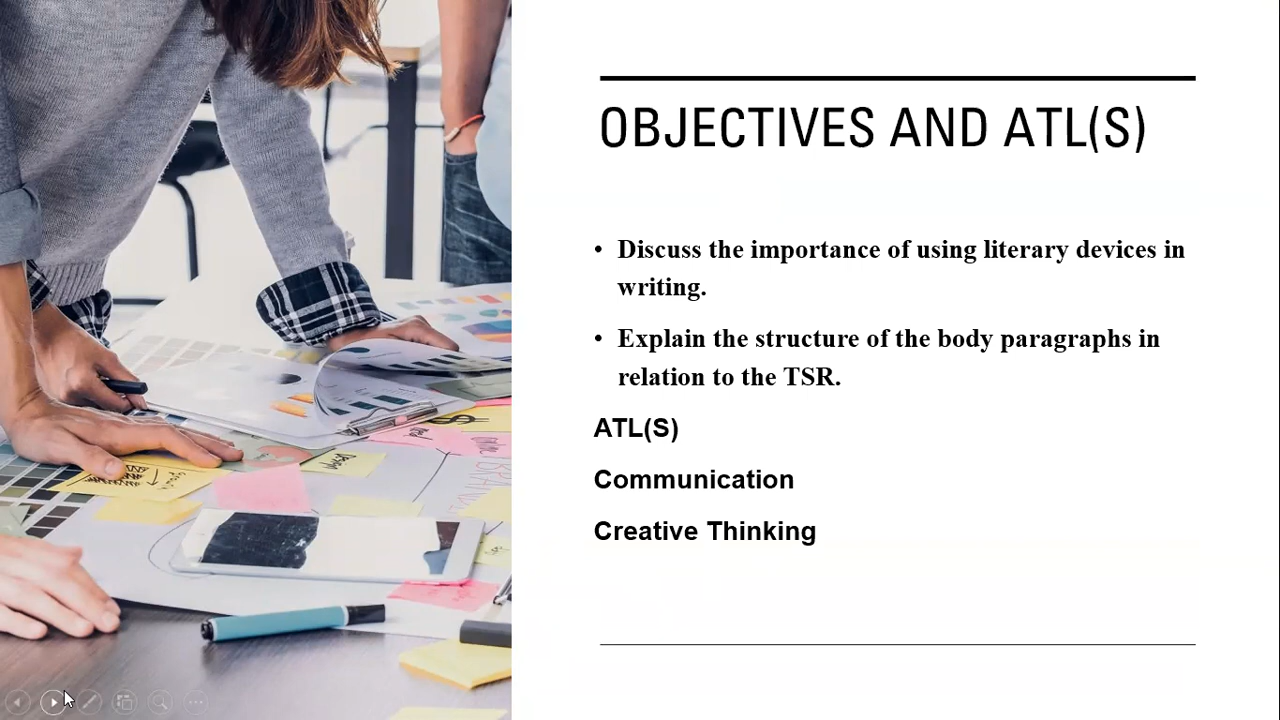 OBJECTIVES AND ATL(S)
• Discuss the importance of using literary devices in
writing.
• Explain the structure of the body paragraphs in
relation to the TSR.
ATL(S)
Communication
Creative Thinking